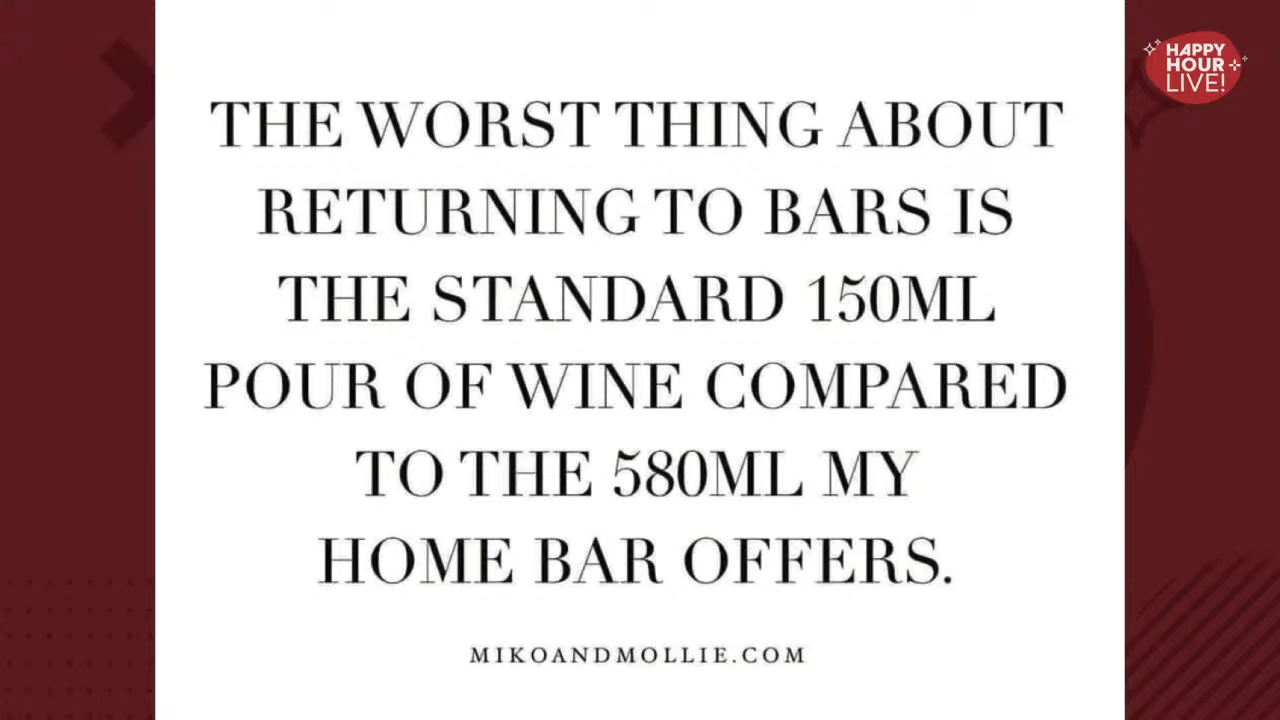 THE WORST THING ABOUT
RETURNING TO BARS IS
THE STANDARD 150ML
POUR OF WINE COMPARED
TO THE 580ML MY
HOME BAR OFFERS.
MIKOANDMOLLIE.COM
HAPPY
HOUR
LIVE!